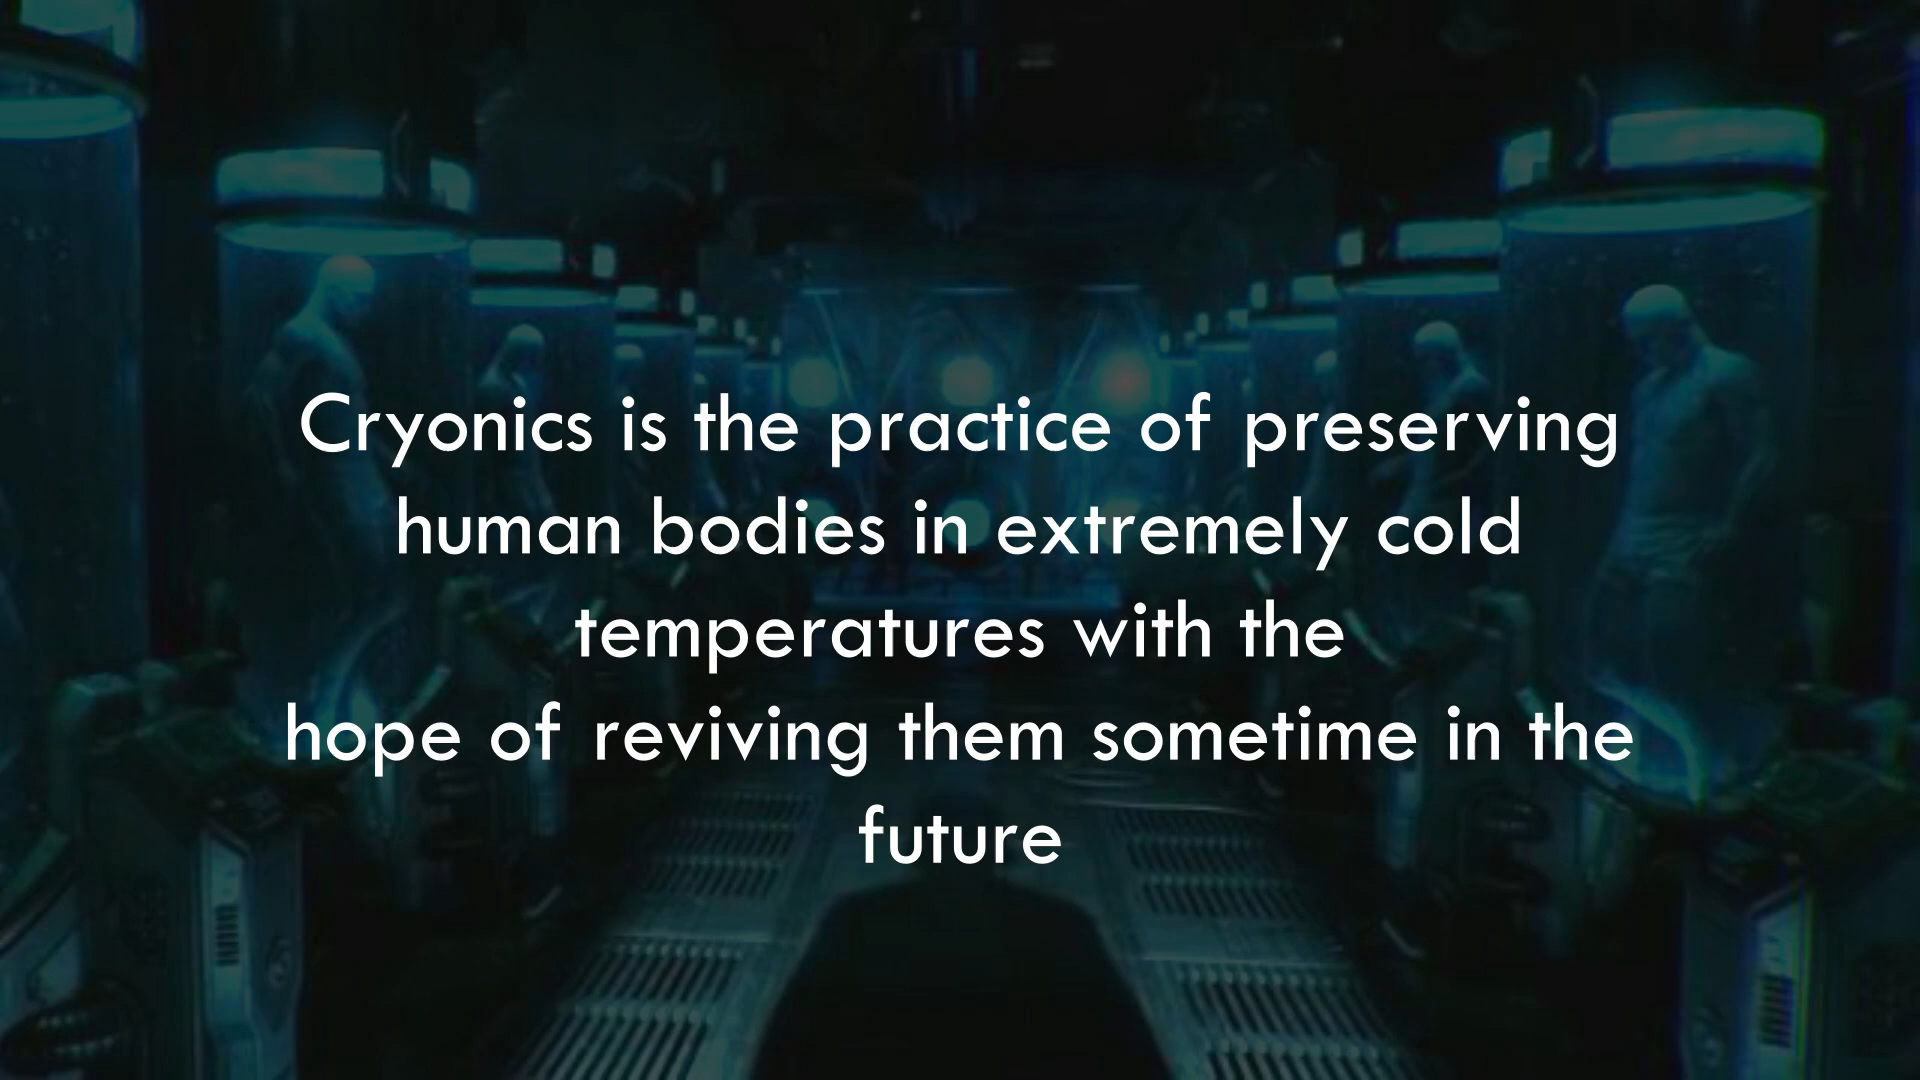 Cryonics is the practice of preserving
human bodies in extremely cold
temperatures with the
hope of reviving them sometime in the
future